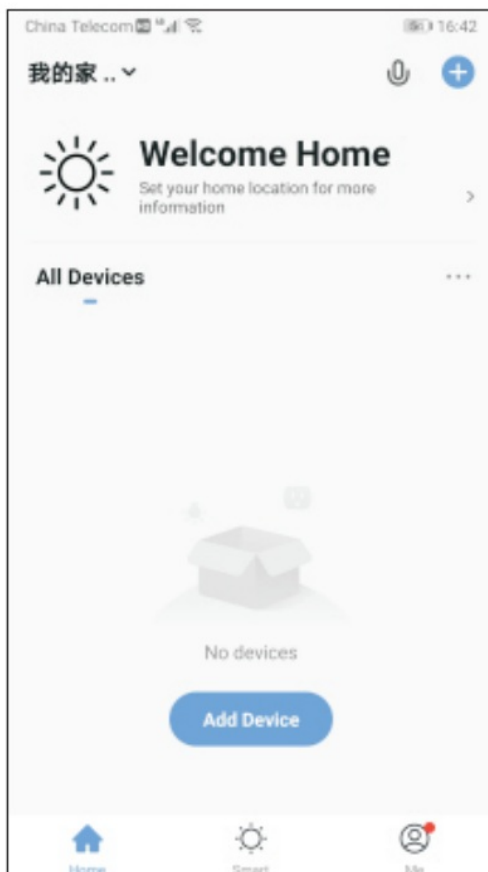 China Telecom 16:42
我的家 ..
Welcome Home
Set your home location for more
information
All Devices
No devices
Add Device
Home Smart Me